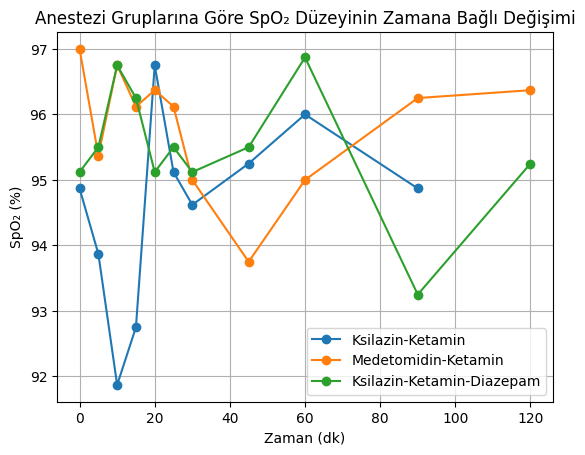 Anestezi Gruplarına Göre SpO₂ Düzeyinin Zamana Bağlı Değişimi
97
96
95
94
93
92
SpO₂ (%)
0 20 40 60 80 100 120
Zaman (dk)
Ksilazin-Ketamin
Medetomidin-Ketamin
Ksilazin-Ketamin-Diazepam